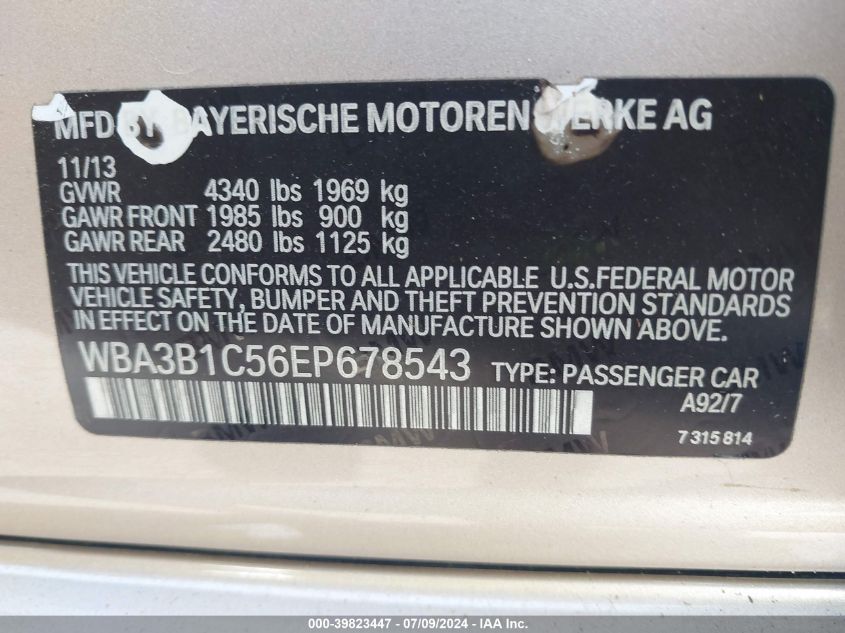 MFD BY BAYERISCHE MOTOREN WERKE AG
11/13
GVWR 4340 lbs 1969 kg
GAWR FRONT 1985 lbs 900 kg
GAWR REAR 2480 lbs 1125 kg
THIS VEHICLE CONFORMS TO ALL APPLICABLE U.S.FEDERAL MOTOR
VEHICLE SAFETY, BUMPER AND THEFT PREVENTION STANDARDS
IN EFFECT ON THE DATE OF MANUFACTURE SHOWN ABOVE.
WBA3B1C56EP678543 TYPE: PASSENGER CAR
A92/7
7 315 814
000-39823447 / 07/09/2024 - IAA Inc.